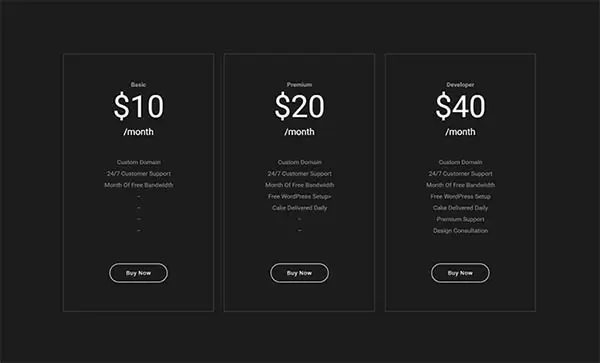 Basic
$10
/month
Custom Domain
24/7 Customer Support
Month Of Free Bandwidth
–
–
–
–
Buy Now
Premium
$20
/month
Custom Domain
24/7 Customer Support
Month Of Free Bandwidth
Free WordPress Setup>
Cake Delivered Daily
–
–
Buy Now
Developer
$40
/month
Custom Domain
24/7 Customer Support
Month Of Free Bandwidth
Free WordPress Setup
Cake Delivered Daily
Premium Support
Design Consultation
Buy Now